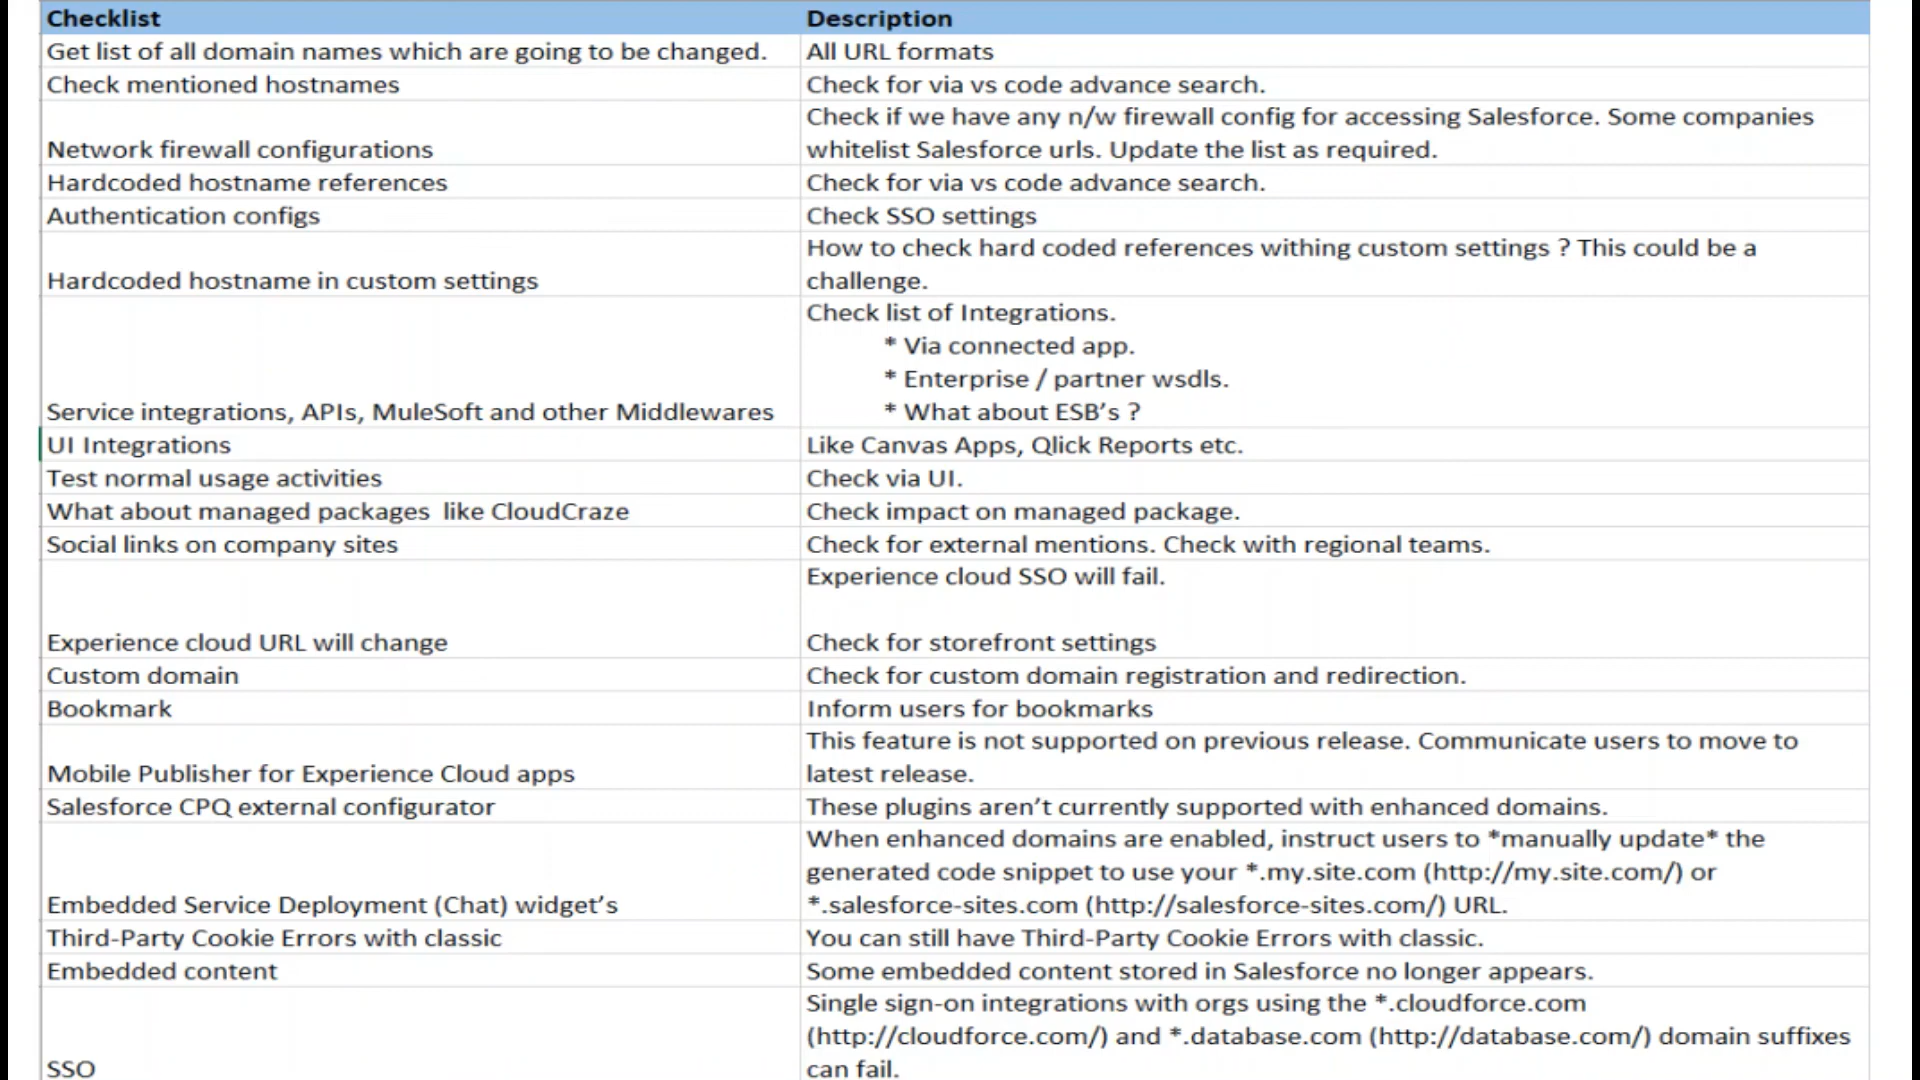 Checklist Description
Get list of all domain names which are going to be changed. All URL formats
Check mentioned hostnames Check for via vs code advance search.
Check if we have any n/w firewall config for accessing Salesforce. Some companies
Network firewall configurations whitelist Salesforce urls. Update the list as required.
Hardcoded hostname references Check for via vs code advance search.
Authentication configs Check SSO settings
How to check hard coded references withing custom settings ? This could be a
Hardcoded hostname in custom settings challenge.
Check list of Integrations.
* Via connected app.
* Enterprise / partner wsdls.
Service integrations, APIs, MuleSoft and other Middlewares * What about ESB’s ?
UI Integrations Like Canvas Apps, Qlick Reports etc.
Test normal usage activities Check via UI.
What about managed packages  like CloudCraze Check impact on managed package.
Social links on company sites Check for external mentions. Check with regional teams.
Experience cloud SSO will fail.
Experience cloud URL will change Check for storefront settings
Custom domain Check for custom domain registration and redirection.
Bookmark Inform users for bookmarks
This feature is not supported on previous release. Communicate users to move to
Mobile Publisher for Experience Cloud apps latest release.
Salesforce CPQ external configurator These plugins aren’t currently supported with enhanced domains.
When enhanced domains are enabled, instruct users to *manually update* the
generated code snippet to use your *.my.site.com (http://my.site.com/) or
Embedded Service Deployment (Chat) widget’s *.salesforce-sites.com (http://salesforce-sites.com/) URL.
Third-Party Cookie Errors with classic You can still have Third-Party Cookie Errors with classic.
Embedded content Some embedded content stored in Salesforce no longer appears.
Single sign-on integrations with orgs using the *.cloudforce.com
(http://cloudforce.com/) and *.database.com (http://database.com/) domain suffixes
SSO can fail.